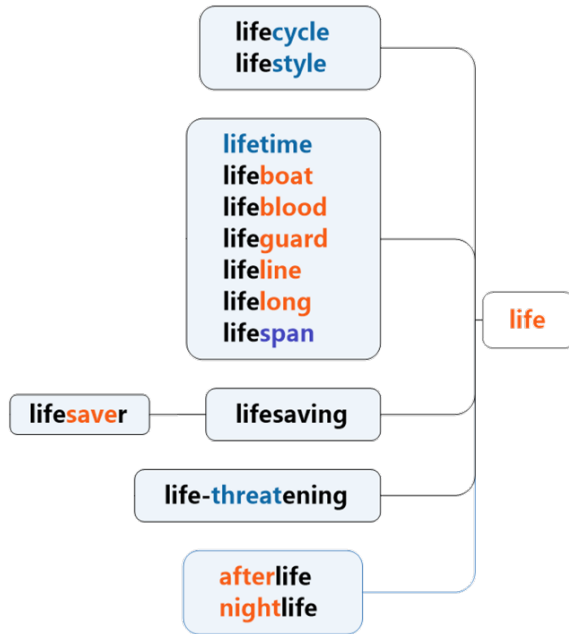 lifecycle
lifestyle
lifetime
lifeboat
lifeblood
lifeguard
lifeline
lifelong
lifespan
life
lifesaver
lifesaving
life-threatening
afterlife
nightlife